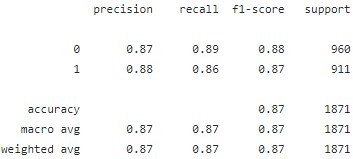 precision recall f1-score support
0 0.87 0.89 0.88 960
1 0.88 0.86 0.87 911
accuracy 0.87 1871
macro avg 0.87 0.87 0.87 1871
weighted avg 0.87 0.87 0.87 1871